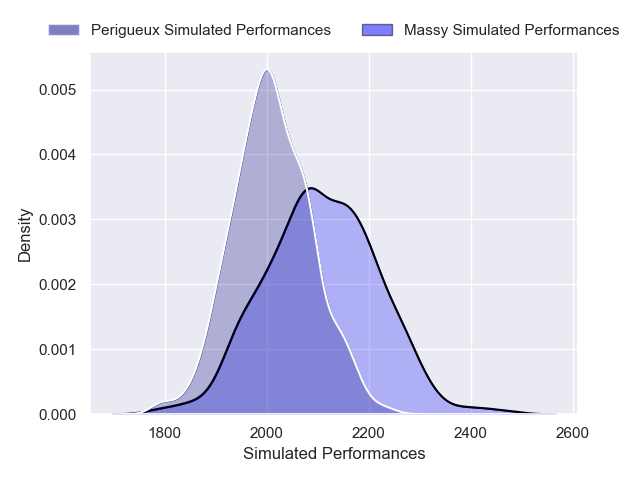 Perigueux Simulated Performances Massy Simulated Performances
0.005
0.004
0.003
0.002
0.001
0.000
Density
1800 2000 2200 2400 2600
Simulated Performances